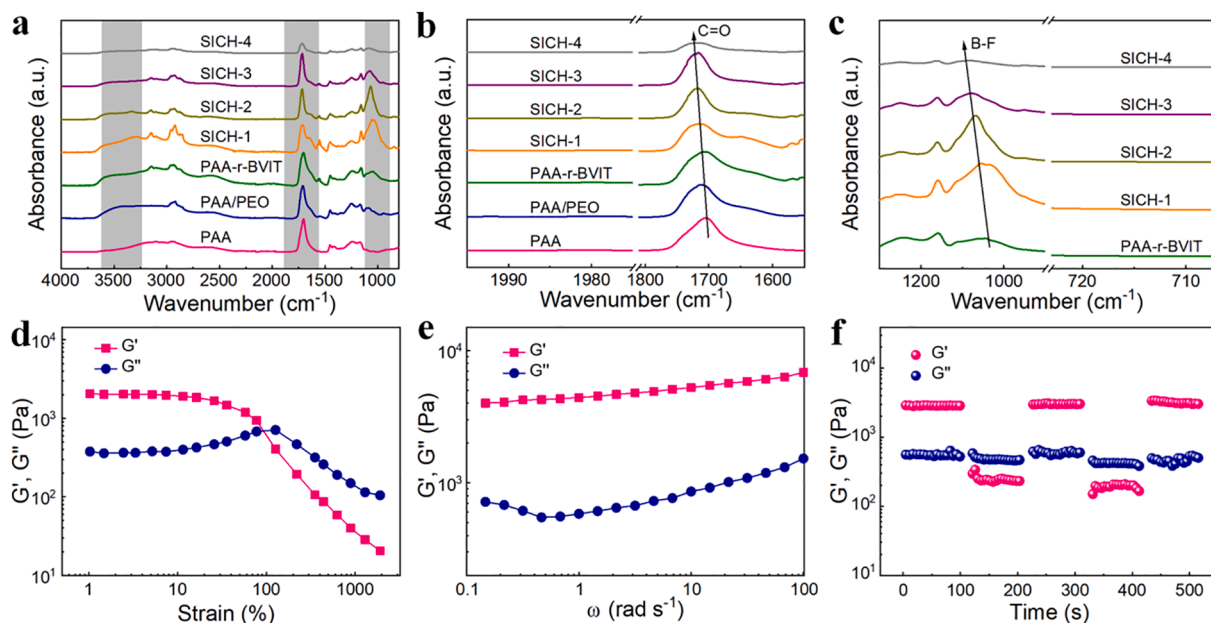 a
SICH-4
SICH-3
SICH-2
SICH-1
PAA-r-BVIT
PAA/PEO
PAA
Absorbance (a.u.)
4000 3500 3000 2500 2000 1500 1000
Wavenumber (cm⁻¹)
b
C=O
SICH-4
SICH-3
SICH-2
SICH-1
PAA-r-BVIT
PAA/PEO
PAA
Absorbance (a.u.)
1990 1980 1800 1700 1600
Wavenumber (cm⁻¹)
c
B-F
SICH-4
SICH-3
SICH-2
SICH-1
PAA-r-BVIT
Absorbance (a.u.)
1200 1000 720 710
Wavenumber (cm⁻¹)
d
G'
G''
G', G'' (Pa)
10⁴
10³
10²
10¹
1 10 100 1000
Strain (%)
e
G'
G''
G', G'' (Pa)
10⁴
10³
0.1 1 10 100
ω (rad s⁻¹)
f
G'
G''
G', G'' (Pa)
10⁴
10³
10²
10¹
0 100 200 300 400 500
Time (s)